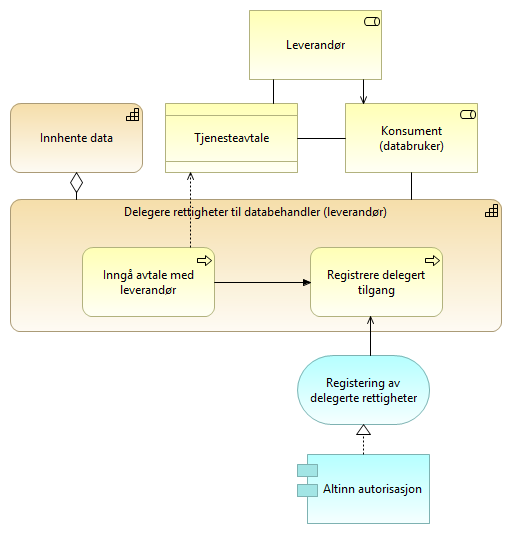 Leverandør
Innhente data
Tjenesteavtale
Konsument
(databruker)
Delegere rettigheter til databehandler (leverandør)
Inngå avtale med
leverandør
Registrere delegert
tilgang
Registering av
delegerte rettigheter
Altinn autorisasjon